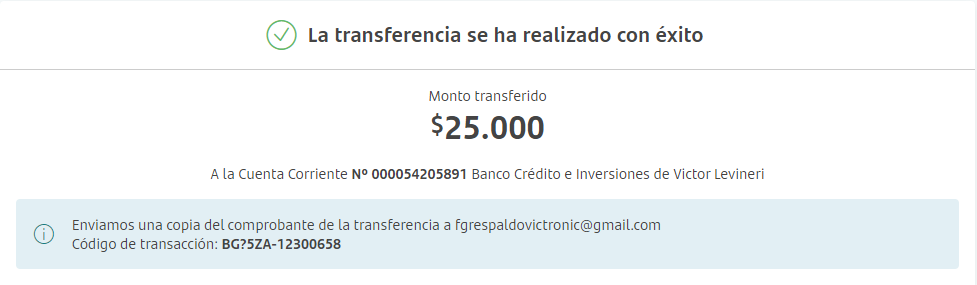 La transferencia se ha realizado con éxito
Monto transferido
$25.000
A la Cuenta Corriente Nº 000054205891 Banco Crédito e Inversiones de Victor Levineri
Enviamos una copia del comprobante de la transferencia a fgrespaldovictronic@gmail.com
Código de transacción: BG?5ZA-12300658